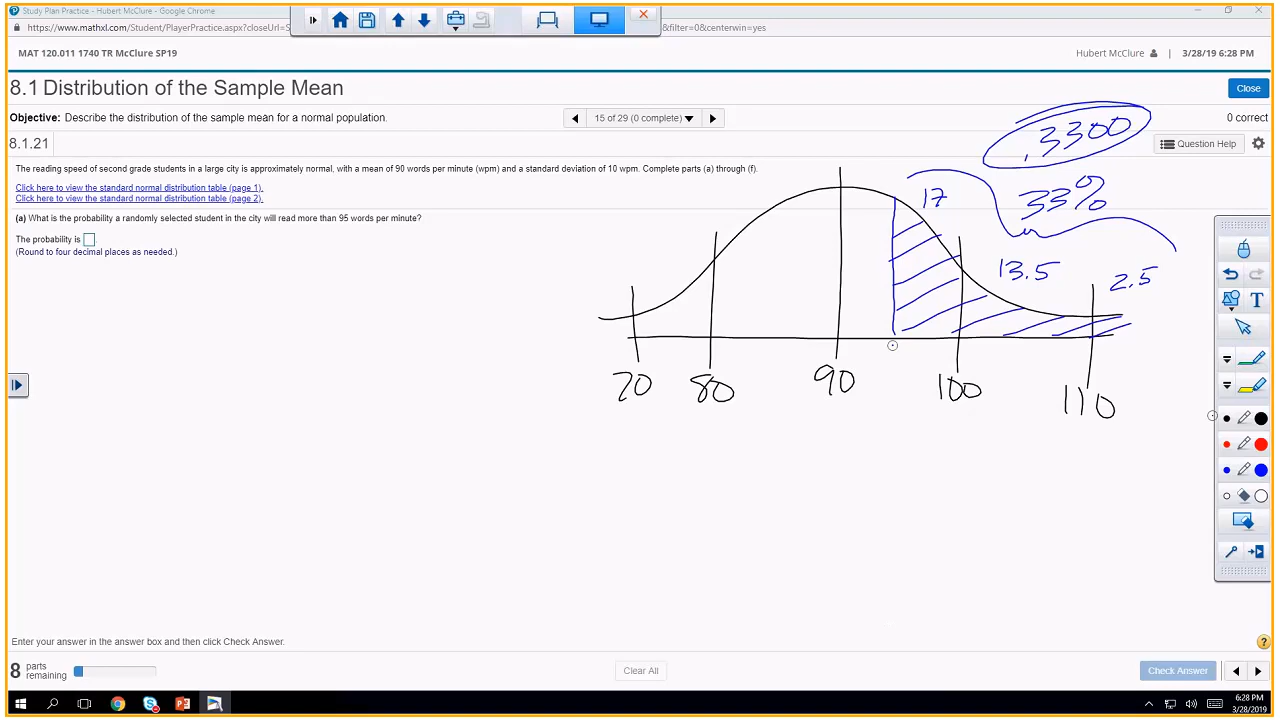 Study Plan Practice - Hubert McClure - Google Chrome
https://www.mathxl.com/Student/PlayerPractice.aspx?closeUrl=S
&filter=0&centerwin=yes
MAT 120.011 1740 TR McClure SP19
Hubert McClure
3/28/19 6:28 PM
8.1 Distribution of the Sample Mean
Close
Objective: Describe the distribution of the sample mean for a normal population.
15 of 29 (0 complete)
0 correct
8.1.21
Question Help
The reading speed of second grade students in a large city is approximately normal, with a mean of 90 words per minute (wpm) and a standard deviation of 10 wpm. Complete parts (a) through (f).
Click here to view the standard normal distribution table (page 1).
Click here to view the standard normal distribution table (page 2).
(a) What is the probability a randomly selected student in the city will read more than 95 words per minute?
The probability is
(Round to four decimal places as needed.)
.3300
33%
17
13.5
2.5
70
80
90
100
110
T
Enter your answer in the answer box and then click Check Answer.
?
8
parts
remaining
Clear All
Check Answer
6:28 PM
3/28/2019